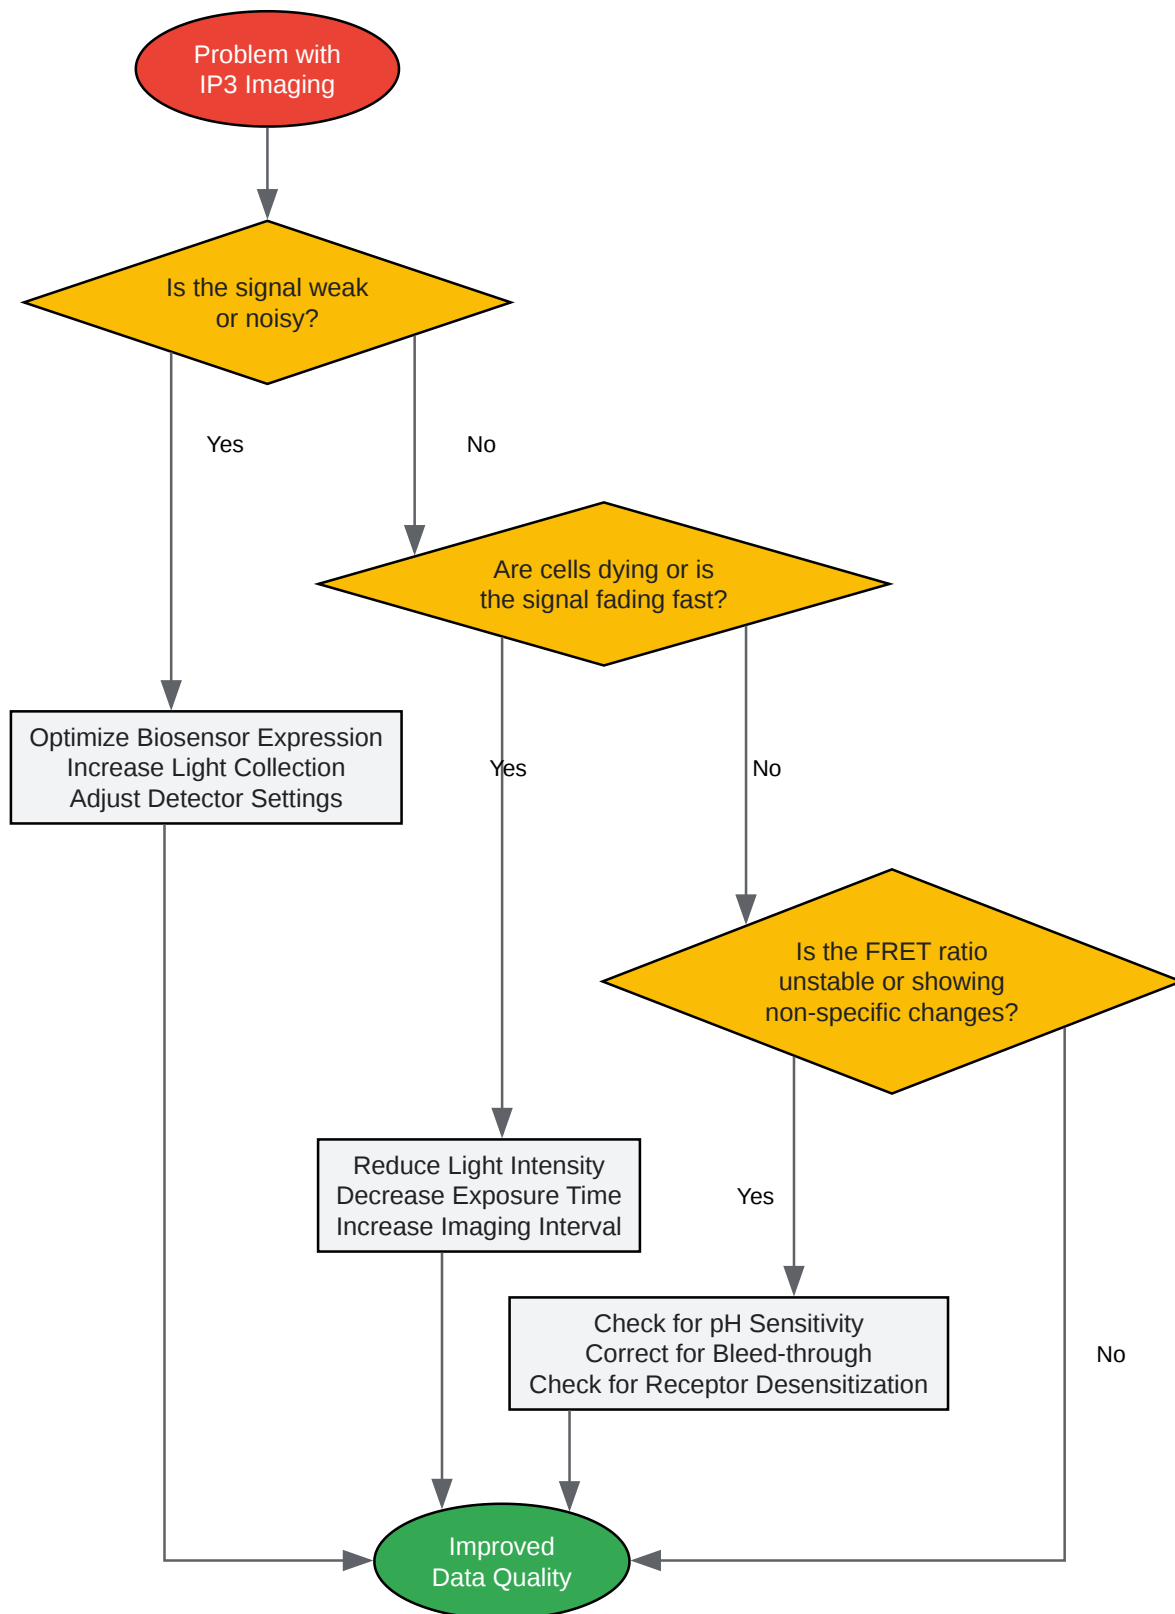 Problem with
IP3 Imaging
Is the signal weak
or noisy?
Yes
No
Are cells dying or is
the signal fading fast?
Optimize Biosensor Expression
Increase Light Collection
Adjust Detector Settings
Yes
No
Is the FRET ratio
unstable or showing
non-specific changes?
Reduce Light Intensity
Decrease Exposure Time
Increase Imaging Interval
Yes
No
Check for pH Sensitivity
Correct for Bleed-through
Check for Receptor Desensitization
Improved
Data Quality